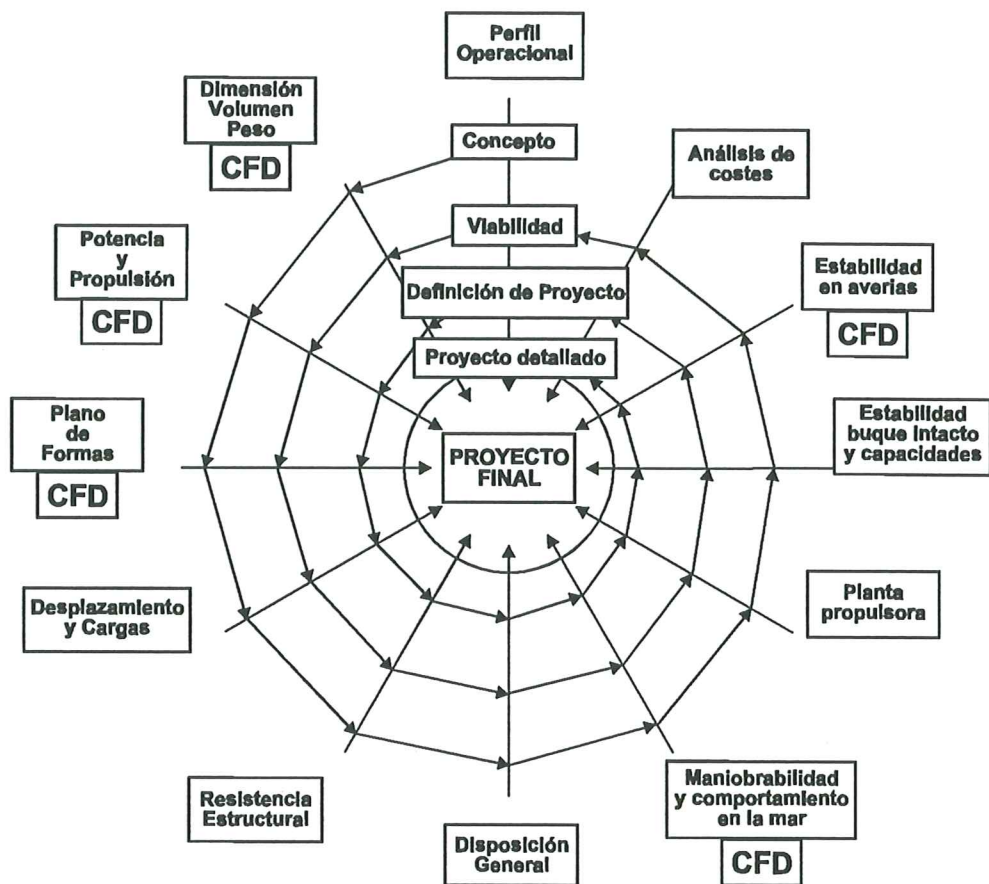 Perfil
Operacional
Dimensión
Volumen
Peso
CFD
Concepto
Análisis de
costes
Viabilidad
Potencia
y
Propulsión
CFD
Definición de Proyecto
Estabilidad
en averias
CFD
Proyecto detallado
Plano
de
Formas
CFD
PROYECTO
FINAL
Estabilidad
buque intacto
y capacidades
Desplazamiento
y Cargas
Planta
propulsora
Resistencia
Estructural
Disposición
General
Maniobrabilidad
y comportamiento
en la mar
CFD